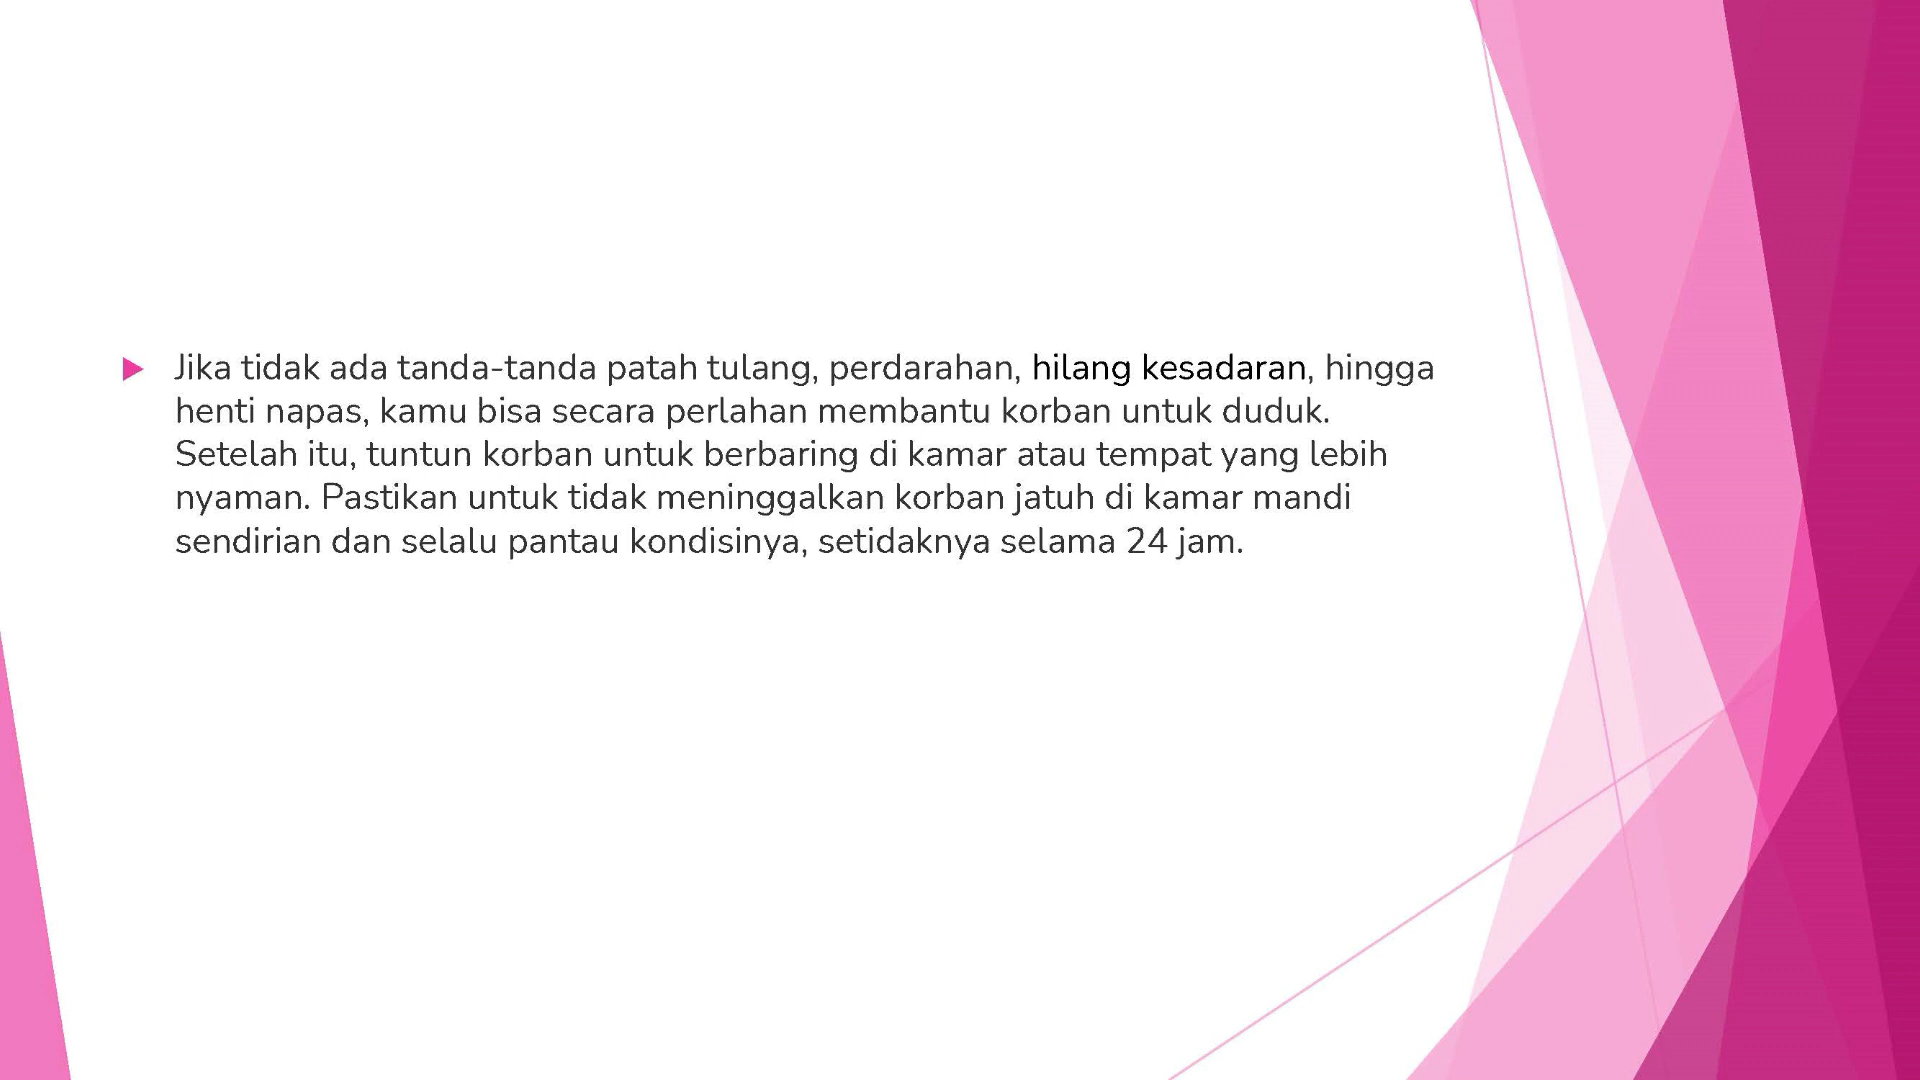 Jika tidak ada tanda-tanda patah tulang, perdarahan, hilang kesadaran, hingga
henti napas, kamu bisa secara perlahan membantu korban untuk duduk.
Setelah itu, tuntun korban untuk berbaring di kamar atau tempat yang lebih
nyaman. Pastikan untuk tidak meninggalkan korban jatuh di kamar mandi
sendirian dan selalu pantau kondisinya, setidaknya selama 24 jam.